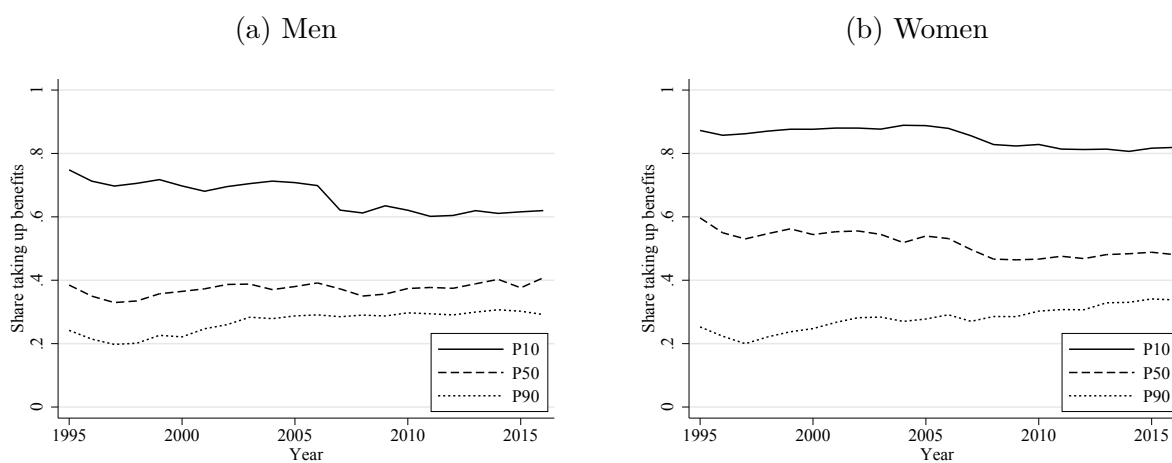 (a) Men
Share taking up benefits
1
.8
.6
.4
.2
0
1995 2000 2005 2010 2015
Year
P10
P50
P90
(b) Women
Share taking up benefits
1
.8
.6
.4
.2
0
1995 2000 2005 2010 2015
Year
P10
P50
P90